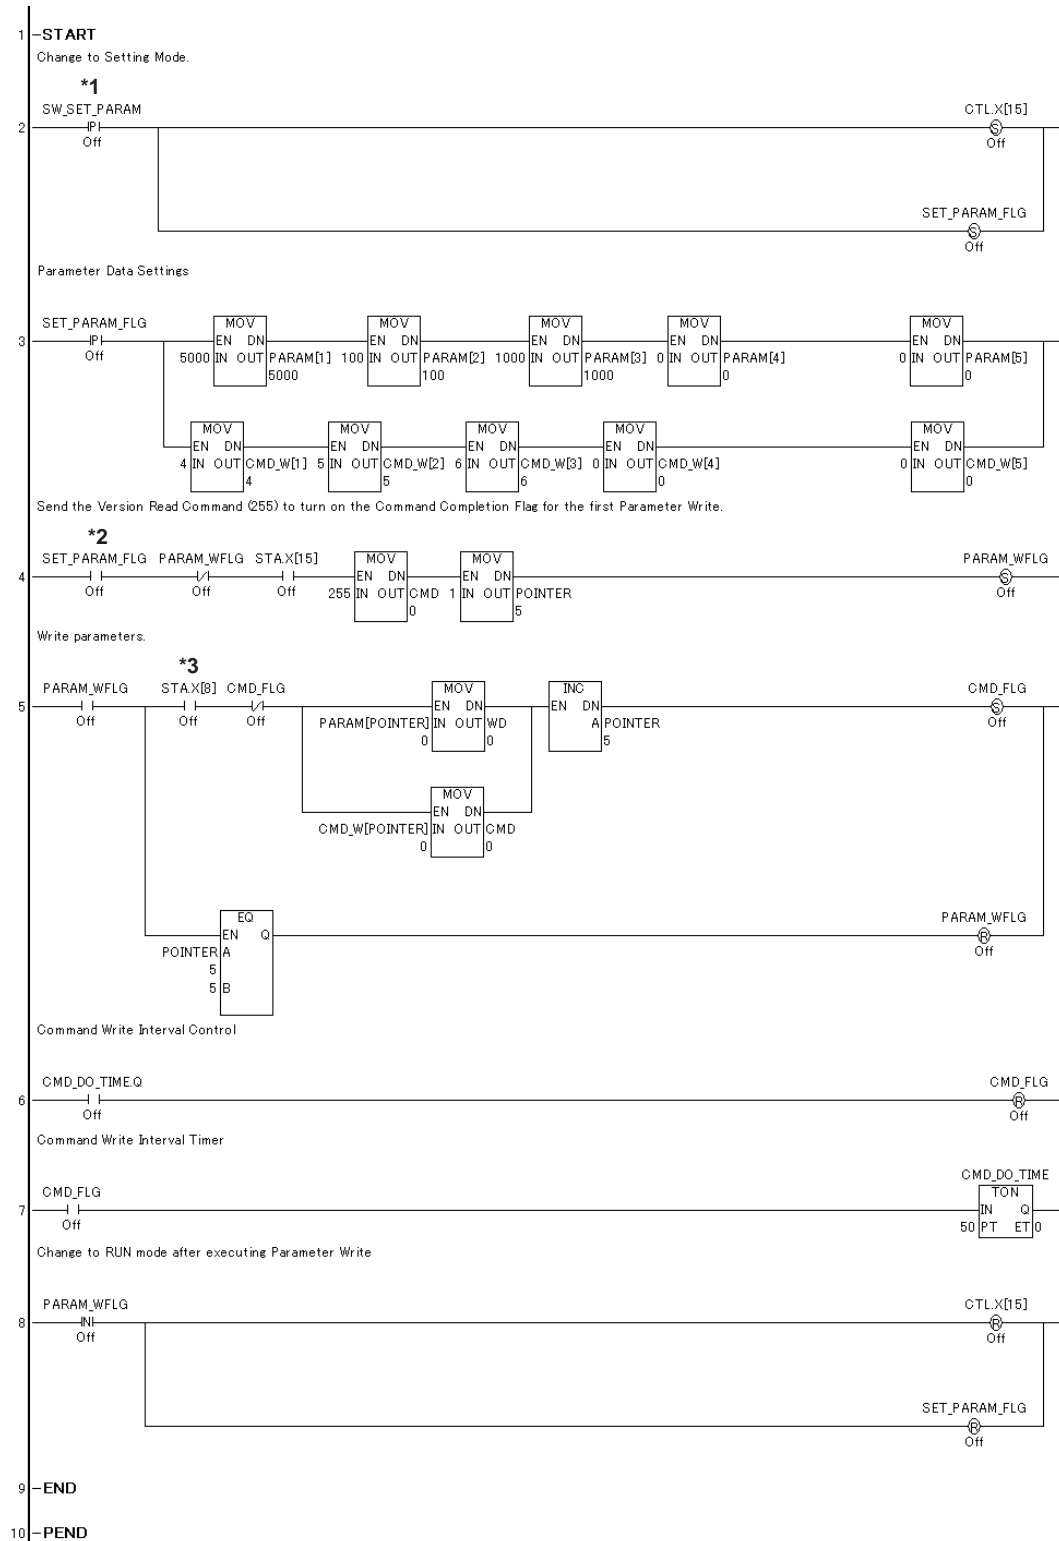 1 START
Change to Setting Mode.
*1
SW_SET_PARAM CTL.X[15]
2 P S
Off Off
SET_PARAM_FLG
S
Off
Parameter Data Settings
SET_PARAM_FLG MOV MOV MOV MOV MOV
3 P EN DN EN DN EN DN EN DN EN DN
Off 5000 IN OUT PARAM[1] 100 IN OUT PARAM[2] 1000 IN OUT PARAM[3] 0 IN OUT PARAM[4] 0 IN OUT PARAM[5]
5000 100 1000 0 0
MOV MOV MOV MOV MOV
EN DN EN DN EN DN EN DN EN DN
4 IN OUT CMD_W[1] 5 IN OUT CMD_W[2] 6 IN OUT CMD_W[3] 0 IN OUT CMD_W[4] 0 IN OUT CMD_W[5]
4 5 6 0 0
Send the Version Read Command (255) to turn on the Command Completion Flag for the first Parameter Write.
*2
SET_PARAM_FLG PARAM_WFLG STA.X[15] MOV MOV PARAM_WFLG
4 EN DN EN DN S
Off Off Off 255 IN OUT CMD 1 IN OUT POINTER Off
0 5
Write parameters.
*3
PARAM_WFLG STA.X[8] CMD_FLG MOV INC CMD_FLG
5 EN DN EN DN S
Off Off Off PARAM[POINTER] IN OUT WD A POINTER Off
0 0 5
MOV
EN DN
CMD_W[POINTER] IN OUT CMD
0 0
EQ PARAM_WFLG
EN Q R
POINTER A Off
5
5 B
Command Write Interval Control
CMD_DO_TIME.Q CMD_FLG
6 R
Off Off
Command Write Interval Timer
CMD_DO_TIME
CMD_FLG TON
7 IN Q
Off 50 PT ET 0
Change to RUN mode after executing Parameter Write
PARAM_WFLG CTL.X[15]
8 N R
Off Off
SET_PARAM_FLG
R
Off
9 END
10 PEND